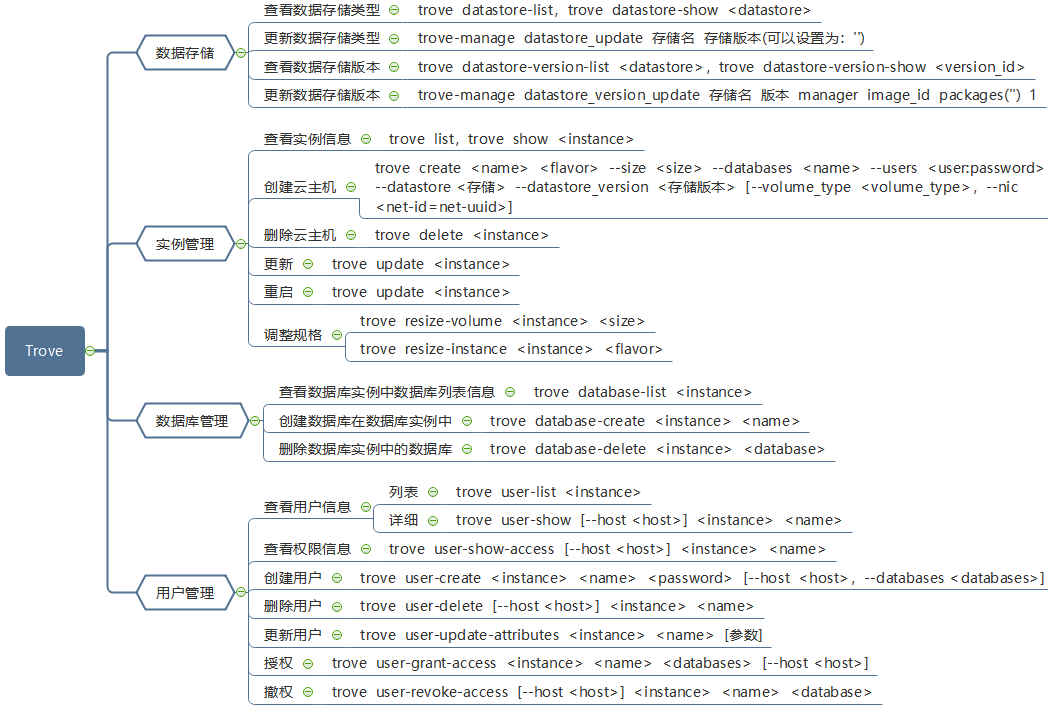 Trove
数据存储
查看数据存储类型 trove datastore-list，trove datastore-show <datastore>
更新数据存储类型 trove-manage datastore_update 存储名 存储版本(可以设置为：'')
查看数据存储版本 trove datastore-version-list <datastore>，trove datastore-version-show <version_id>
更新数据存储版本 trove-manage datastore_version_update 存储名 版本 manager image_id packages('') 1
实例管理
查看实例信息 trove list，trove show <instance>
创建云主机 trove create <name> <flavor> --size <size> --databases <name> --users <user:password>
--datastore <存储> --datastore_version <存储版本> [--volume_type <volume_type>，--nic
<net-id=net-uuid>]
删除云主机 trove delete <instance>
更新 trove update <instance>
重启 trove update <instance>
调整规格
trove resize-volume <instance> <size>
trove resize-instance <instance> <flavor>
数据库管理
查看数据库实例中数据库列表信息 trove database-list <instance>
创建数据库在数据库实例中 trove database-create <instance> <name>
删除数据库实例中的数据库 trove database-delete <instance> <database>
用户管理
查看用户信息
列表 trove user-list <instance>
详细 trove user-show [--host <host>] <instance> <name>
查看权限信息 trove user-show-access [--host <host>] <instance> <name>
创建用户 trove user-create <instance> <name> <password> [--host <host>，--databases <databases>]
删除用户 trove user-delete [--host <host>] <instance> <name>
更新用户 trove user-update-attributes <instance> <name> [参数]
授权 trove user-grant-access <instance> <name> <databases> [--host <host>]
撤权 trove user-revoke-access [--host <host>] <instance> <name> <database>